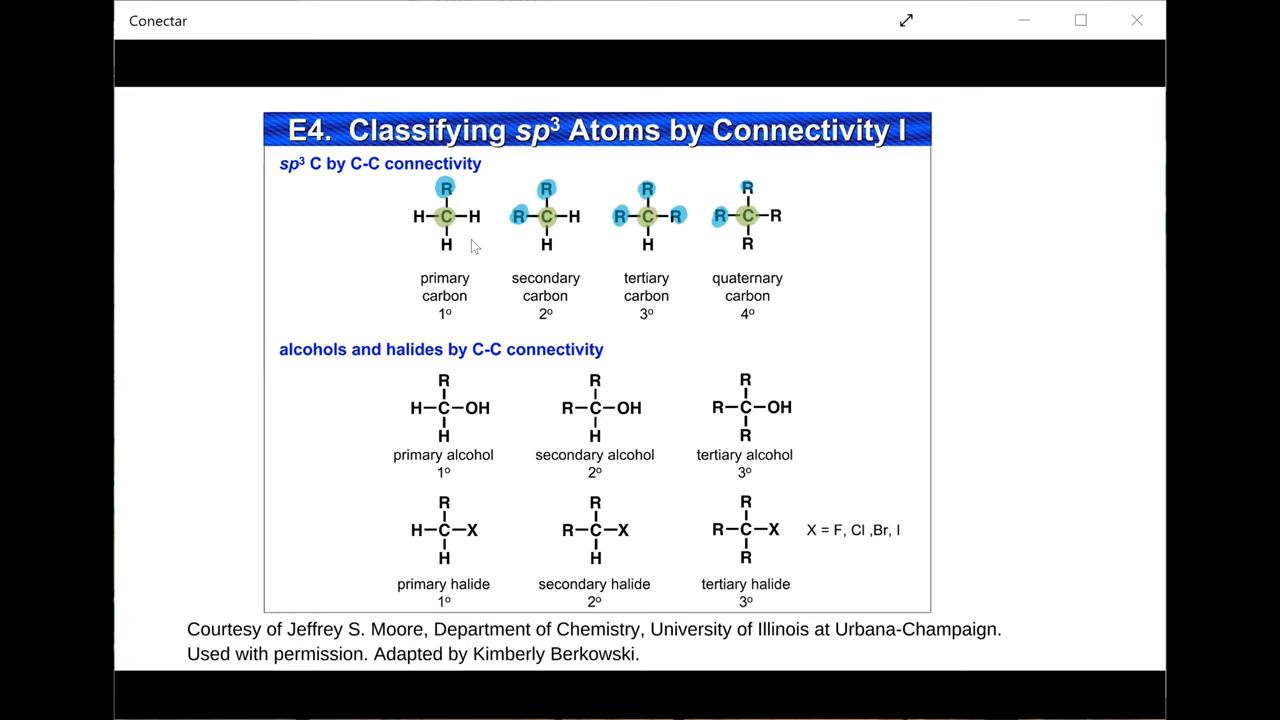 Conectar
E4. Classifying sp³ Atoms by Connectivity I
sp³ C by C-C connectivity
R R R R
H–C–H R–C–H R–C–R R–C–R
H H H R
primary secondary tertiary quaternary
carbon carbon carbon carbon
1º 2º 3º 4º
alcohols and halides by C-C connectivity
R R R
H–C–OH R–C–OH R–C–OH
H H R
primary alcohol secondary alcohol tertiary alcohol
1º 2º 3º
R R R
H–C–X R–C–X R–C–X X = F, Cl ,Br, I
H H R
primary halide secondary halide tertiary halide
1º 2º 3º
Courtesy of Jeffrey S. Moore, Department of Chemistry, University of Illinois at Urbana-Champaign.
Used with permission. Adapted by Kimberly Berkowski.